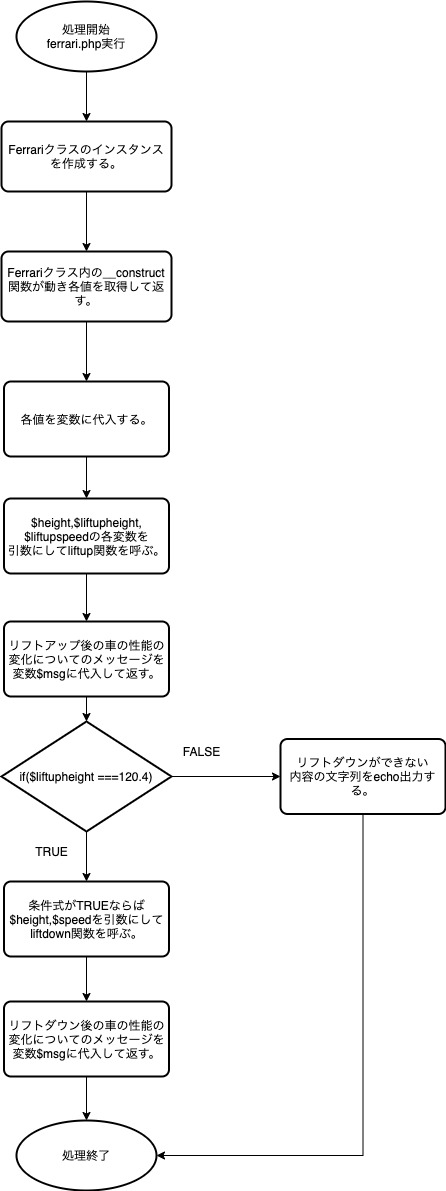 処理開始
ferrari.php実行
Ferrariクラスのインスタンス
を作成する。
Ferrariクラス内の__construct
関数が動き各値を取得して返
す。
各値を変数に代入する。
$height,$liftupheight,
$liftupspeedの各変数を
引数にしてliftup関数を呼ぶ。
リフトアップ後の車の性能の
変化についてのメッセージを
変数$msgに代入して返す。
if($liftupheight ===120.4)
FALSE
リフトダウンができない
内容の文字列をecho出力す
る。
TRUE
条件式がTRUEならば
$height,$speedを引数にして
liftdown関数を呼ぶ。
リフトダウン後の車の性能の
変化についてのメッセージを
変数$msgに代入して返す。
処理終了